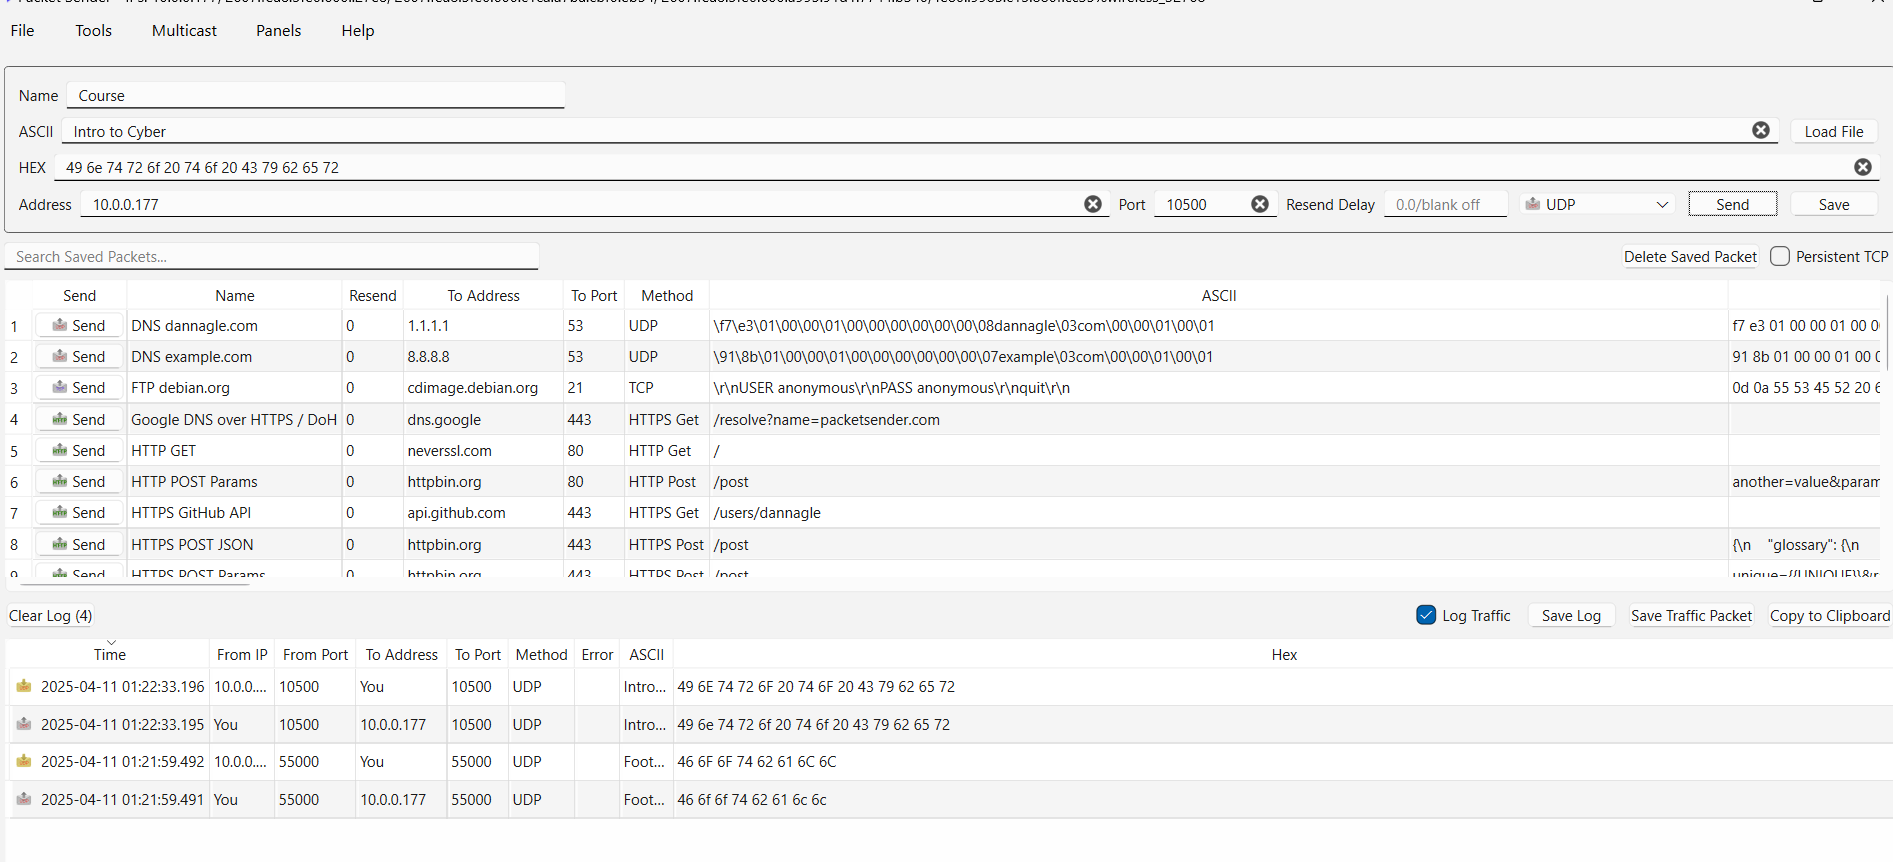 File Tools Multicast Panels Help
Name Course
ASCII Intro to Cyber Load File
HEX 49 6e 74 72 6f 20 74 6f 20 43 79 62 65 72
Address 10.0.0.177 Port 10500 Resend Delay 0.0/blank off UDP Send Save
Search Saved Packets... Delete Saved Packet Persistent TCP
Send Name Resend To Address To Port Method ASCII
1 Send DNS dannagle.com 0 1.1.1.1 53 UDP \f7\e3\01\00\00\01\00\00\00\00\00\00\08dannagle\03com\00\00\01\00\01 f7 e3 01 00 00 01 00 0
2 Send DNS example.com 0 8.8.8.8 53 UDP \91\8b\01\00\00\01\00\00\00\00\00\00\07example\03com\00\00\01\00\01 91 8b 01 00 00 01 00 0
3 Send FTP debian.org 0 cdimage.debian.org 21 TCP \r\nUSER anonymous\r\nPASS anonymous\r\nquit\r\n 0d 0a 55 53 45 52 20 6
4 Send Google DNS over HTTPS / DoH 0 dns.google 443 HTTPS Get /resolve?name=packetsender.com
5 Send HTTP GET 0 neverssl.com 80 HTTP Get /
6 Send HTTP POST Params 0 httpbin.org 80 HTTP Post /post another=value&param
7 Send HTTPS GitHub API 0 api.github.com 443 HTTPS Get /users/dannagle
8 Send HTTPS POST JSON 0 httpbin.org 443 HTTPS Post /post {\n "glossary": {\n
9 Send HTTPS POST Params 0 httpbin.org 443 HTTPS Post /post unique={{UNIQUE}}&
Clear Log (4) Log Traffic Save Log Save Traffic Packet Copy to Clipboard
Time From IP From Port To Address To Port Method Error ASCII Hex
2025-04-11 01:22:33.196 10.0.0.... 10500 You 10500 UDP Intro... 49 6E 74 72 6F 20 74 6F 20 43 79 62 65 72
2025-04-11 01:22:33.195 You 10500 10.0.0.177 10500 UDP Intro... 49 6e 74 72 6f 20 74 6f 20 43 79 62 65 72
2025-04-11 01:21:59.492 10.0.0.... 55000 You 55000 UDP Foot... 46 6F 6F 74 62 61 6C 6C
2025-04-11 01:21:59.491 You 55000 10.0.0.177 55000 UDP Foot... 46 6f 6f 74 62 61 6c 6c